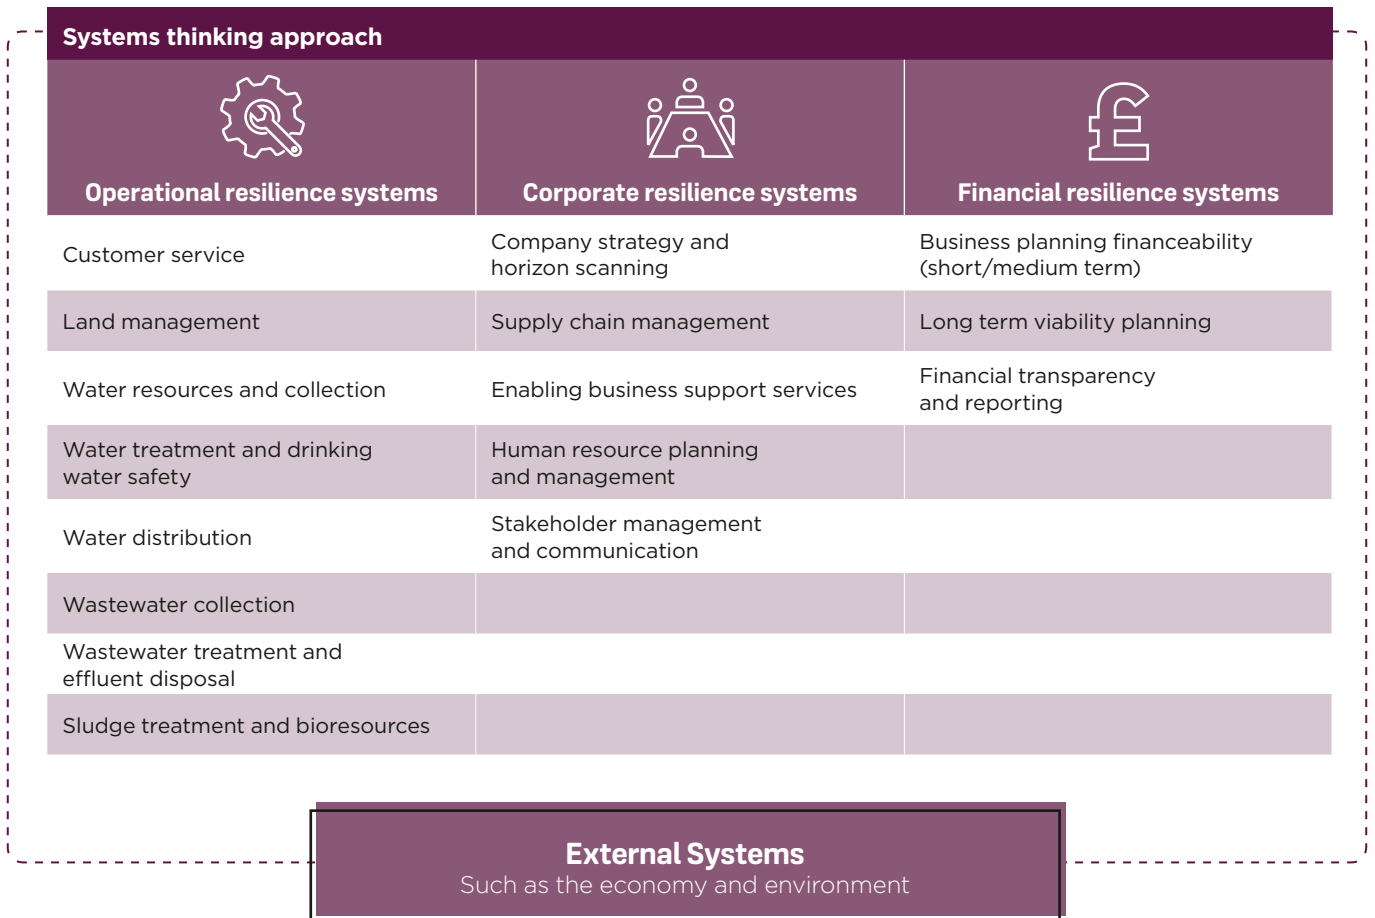 Systems thinking approach
Operational resilience systems
Corporate resilience systems
£
Financial resilience systems
Customer service
Company strategy and
horizon scanning
Business planning financeability
(short/medium term)
Land management
Supply chain management
Long term viability planning
Water resources and collection
Enabling business support services
Financial transparency
and reporting
Water treatment and drinking
water safety
Human resource planning
and management
Water distribution
Stakeholder management
and communication
Wastewater collection
Wastewater treatment and
effluent disposal
Sludge treatment and bioresources
External Systems
Such as the economy and environment